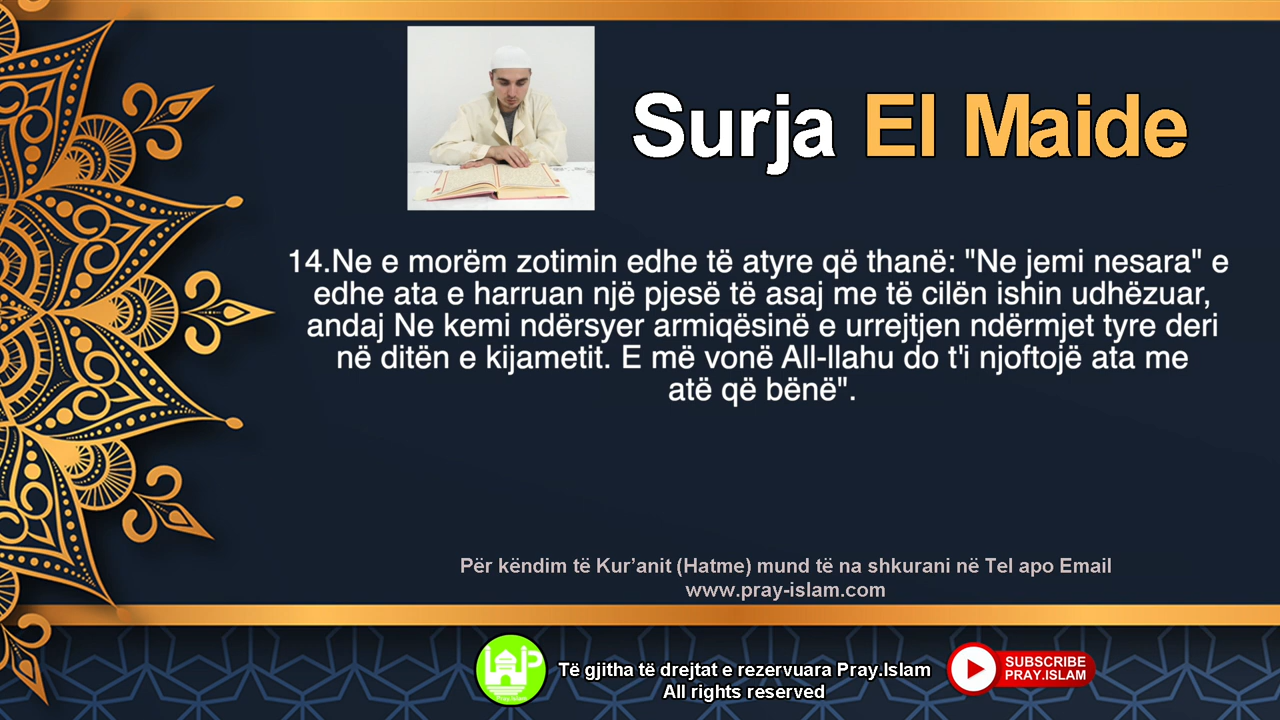 Surja El Maide
14.Ne e morëm zotimin edhe të atyre që thanë: "Ne jemi nesara" e
edhe ata e harruan një pjesë të asaj me të cilën ishin udhëzuar,
andaj Ne kemi ndërsyer armiqësinë e urrejtjen ndërmjet tyre deri
në ditën e kijametit. E më vonë All-llahu do t'i njoftojë ata me
atë që bënë".
Për këndim të Kur’anit (Hatme) mund të na shkurani në Tel apo Email
www.pray-islam.com
Pray.Islam
Të gjitha të drejtat e rezervuara Pray.Islam
All rights reserved
SUBSCRIBE
PRAY.ISLAM